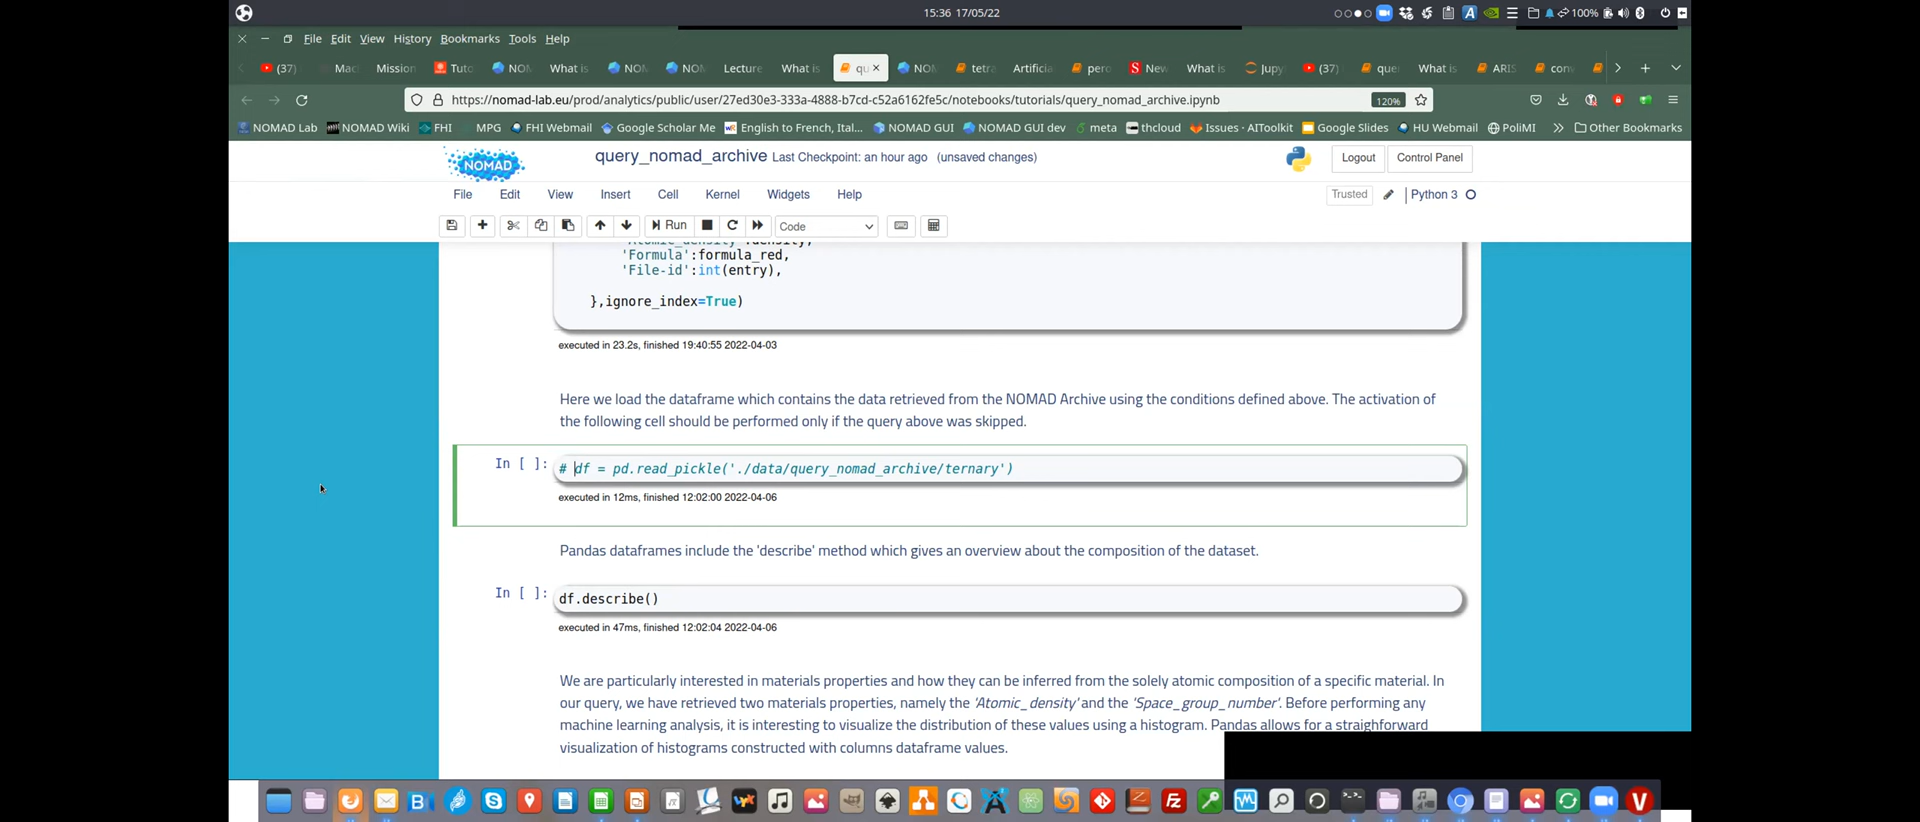 15:36 17/05/22
100%
File Edit View History Bookmarks Tools Help
(37) Mac Mission Tuto NON What is NON NON Lecture What is qu NON tetra Artificia pero New What is Jupy (37) que What is ARIS con
https://nomad-lab.eu/prod/analytics/public/user/27ed30e3-333a-4888-b7cd-c52a6162fe5c/notebooks/tutorials/query_nomad_archive.ipynb 120%
NOMAD Lab NOMAD Wiki FHI MPG FHI Webmail Google Scholar Me English to French, Ital... NOMAD GUI NOMAD GUI dev meta thcloud Issues · AIToolkit Google Slides HU Webmail PoliMI Other Bookmarks
NOMAD query_nomad_archive Last Checkpoint: an hour ago (unsaved changes) Logout Control Panel
File Edit View Insert Cell Kernel Widgets Help Trusted Python 3
Run Code
'Atomic_density':density,
'Formula':formula_red,
'File-id':int(entry),
},ignore_index=True)
executed in 23.2s, finished 19:40:55 2022-04-03
Here we load the dataframe which contains the data retrieved from the NOMAD Archive using the conditions defined above. The activation of
the following cell should be performed only if the query above was skipped.
In [ ]: # df = pd.read_pickle('./data/query_nomad_archive/ternary')
executed in 12ms, finished 12:02:00 2022-04-06
Pandas dataframes include the 'describe' method which gives an overview about the composition of the dataset.
In [ ]: df.describe()
executed in 47ms, finished 12:02:04 2022-04-06
We are particularly interested in materials properties and how they can be inferred from the solely atomic composition of a specific material. In
our query, we have retrieved two materials properties, namely the 'Atomic_density' and the 'Space_group_number'. Before performing any
machine learning analysis, it is interesting to visualize the distribution of these values using a histogram. Pandas allows for a straighforward
visualization of histograms constructed with columns dataframe values.